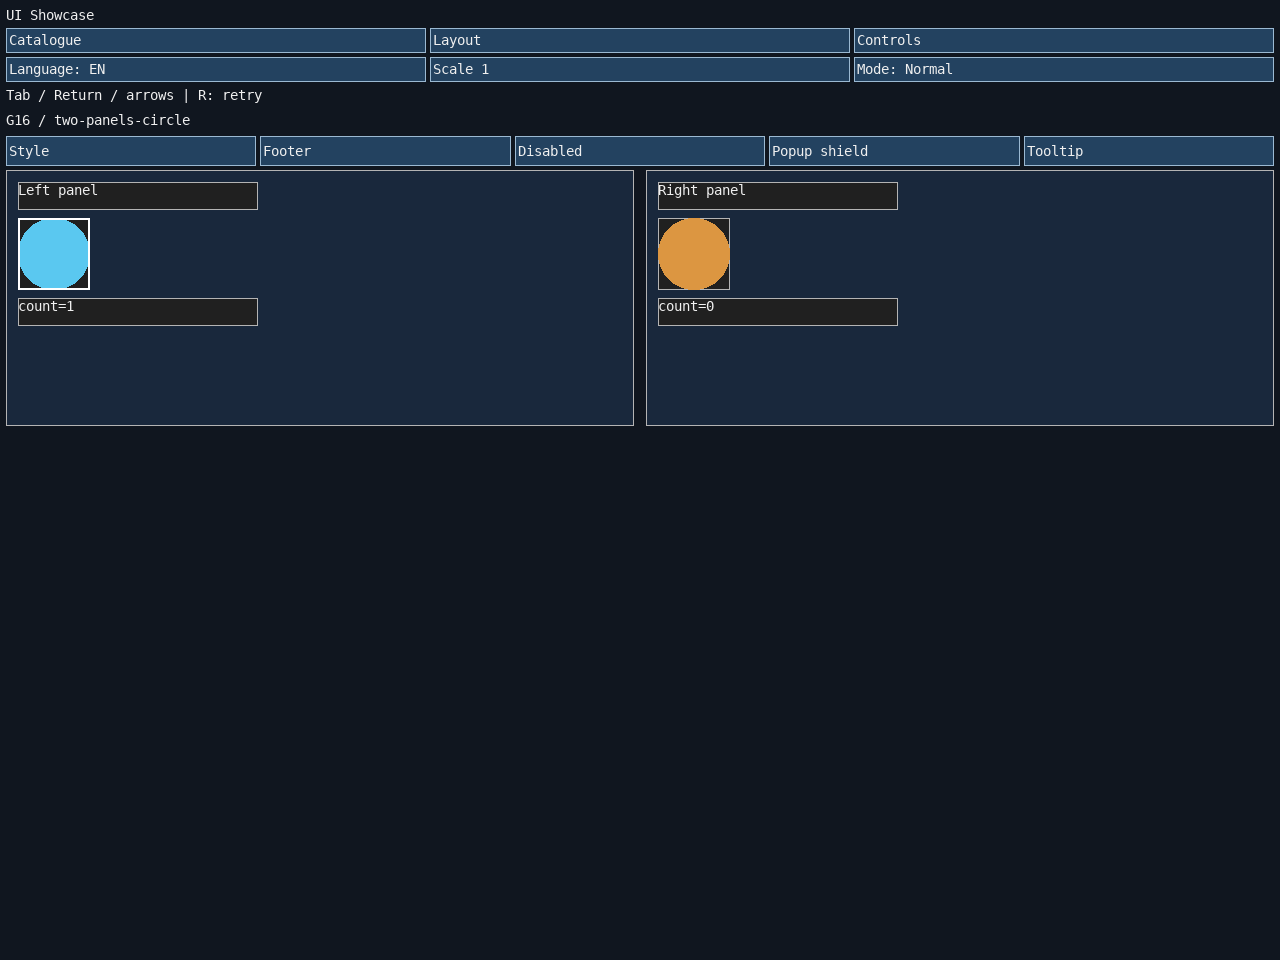 UI Showcase
Catalogue Layout Controls
Language: EN Scale 1 Mode: Normal
Tab / Return / arrows | R: retry
G16 / two-panels-circle
Style Footer Disabled Popup shield Tooltip
Left panel Right panel
count=1 count=0